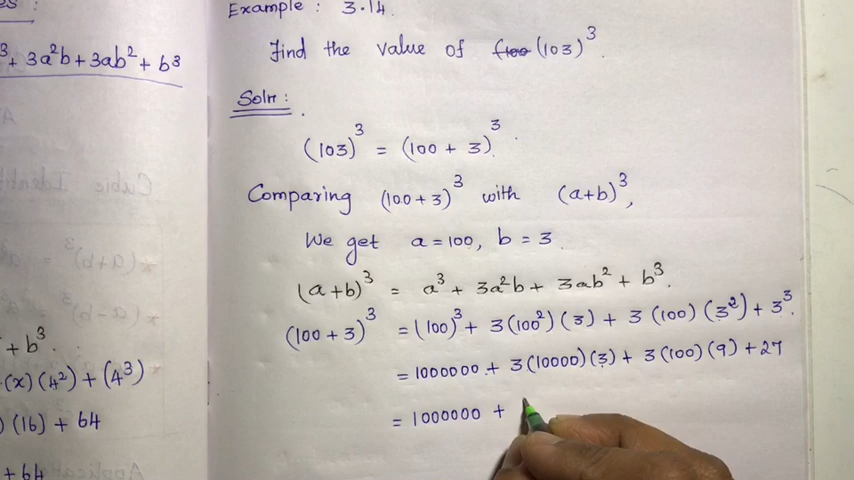 ³ + 3a²b + 3ab² + b³
+ b³
(x)(4²) + (4³)
)(16) + 64
+ 64
Example : 3.14.
Find the value of (103)³.
Soln :
(103)³ = (100 + 3)³.
Comparing (100+3)³ with (a+b)³,
We get a = 100, b = 3.
(a+b)³ = a³ + 3a²b + 3ab² + b³.
(100 + 3)³ = (100)³ + 3(100²)(3) + 3(100)(3²) + 3³.
= 1000000 + 3(10000)(3) + 3(100)(9) + 27
= 1000000 +